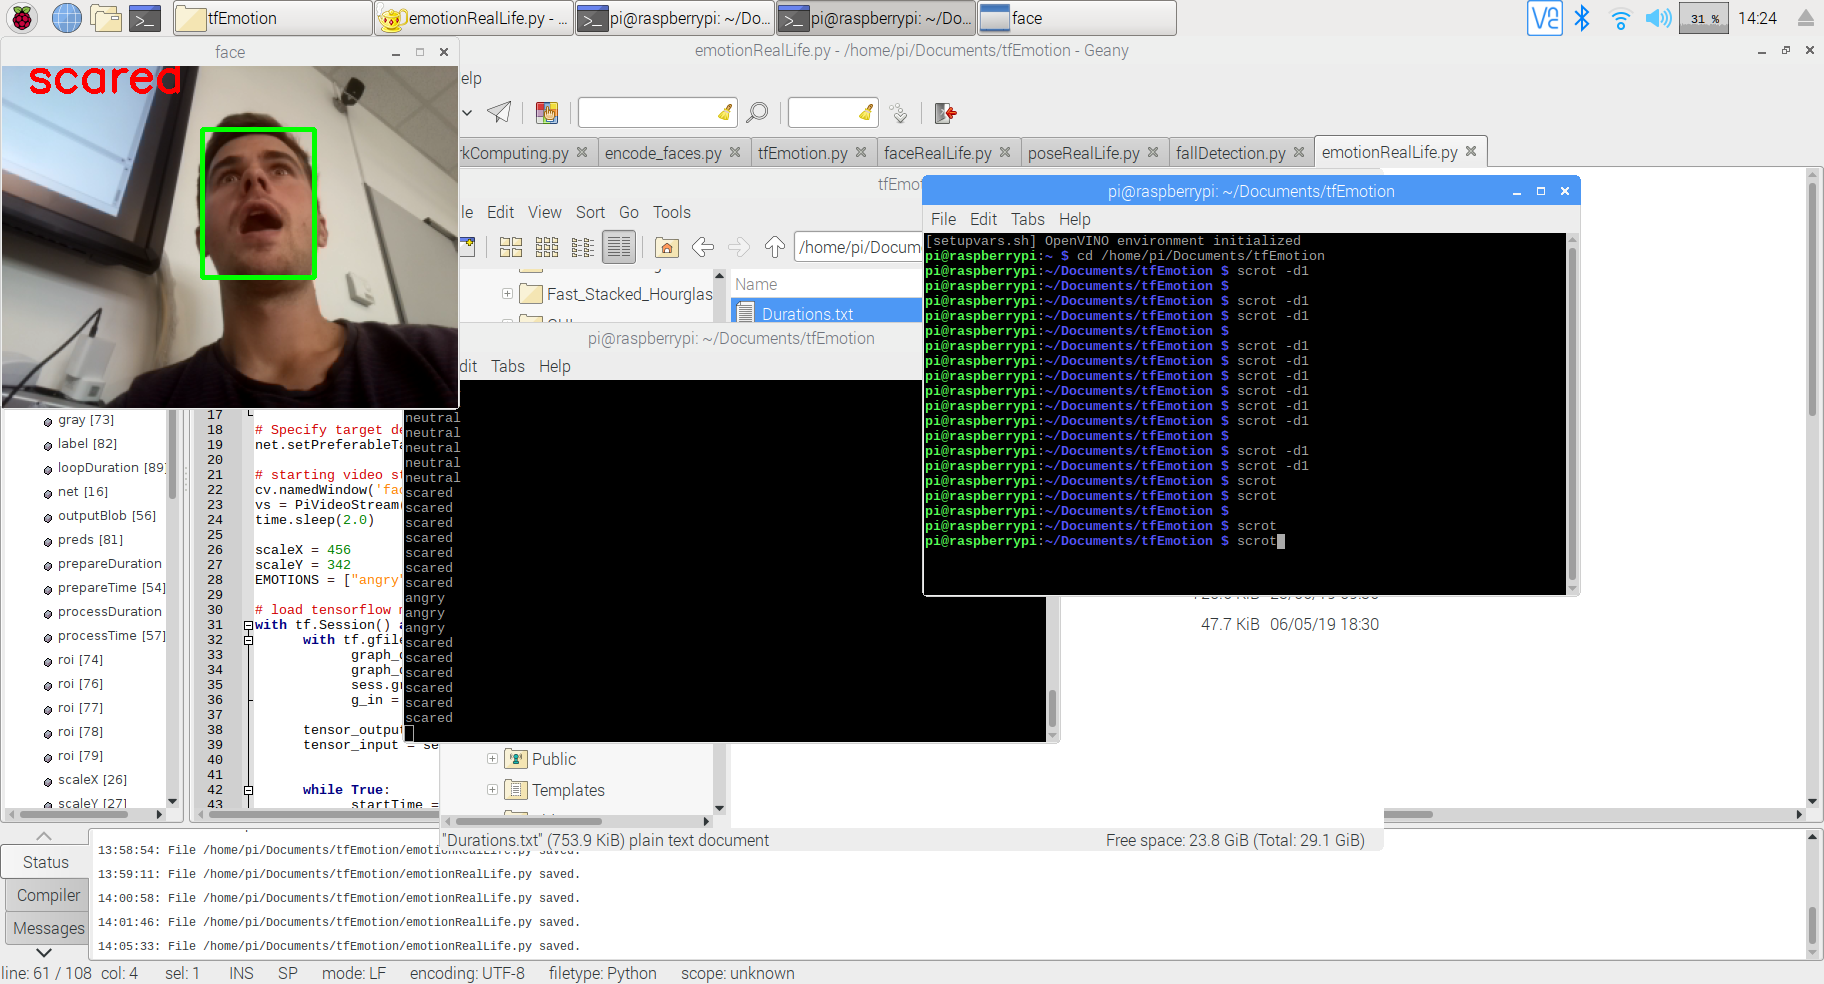 tfEmotion
emotionRealLife.py - ...
pi@raspberrypi: ~/Do...
pi@raspberrypi: ~/Do...
face
31 %
14:24
face
scared
emotionRealLife.py - /home/pi/Documents/tfEmotion - Geany
elp
rkComputing.py
encode_faces.py
tfEmotion.py
faceRealLife.py
poseRealLife.py
fallDetection.py
emotionRealLife.py
tfEmot
le Edit View Sort Go Tools
/home/pi/Docum
Fast_Stacked_Hourglas
Name
Durations.txt
pi@raspberrypi: ~/Documents/tfEmotion
dit Tabs Help
neutral
neutral
neutral
neutral
neutral
scared
scared
scared
scared
scared
scared
scared
angry
angry
angry
scared
scared
scared
scared
scared
scared
pi@raspberrypi: ~/Documents/tfEmotion
File Edit Tabs Help
[setupvars.sh] OpenVINO environment initialized
pi@raspberrypi:~ $ cd /home/pi/Documents/tfEmotion
pi@raspberrypi:~/Documents/tfEmotion $ scrot -d1
pi@raspberrypi:~/Documents/tfEmotion $
pi@raspberrypi:~/Documents/tfEmotion $ scrot -d1
pi@raspberrypi:~/Documents/tfEmotion $ scrot -d1
pi@raspberrypi:~/Documents/tfEmotion $
pi@raspberrypi:~/Documents/tfEmotion $ scrot -d1
pi@raspberrypi:~/Documents/tfEmotion $ scrot -d1
pi@raspberrypi:~/Documents/tfEmotion $ scrot -d1
pi@raspberrypi:~/Documents/tfEmotion $ scrot -d1
pi@raspberrypi:~/Documents/tfEmotion $ scrot -d1
pi@raspberrypi:~/Documents/tfEmotion $ scrot -d1
pi@raspberrypi:~/Documents/tfEmotion $
pi@raspberrypi:~/Documents/tfEmotion $ scrot -d1
pi@raspberrypi:~/Documents/tfEmotion $ scrot -d1
pi@raspberrypi:~/Documents/tfEmotion $ scrot
pi@raspberrypi:~/Documents/tfEmotion $ scrot
pi@raspberrypi:~/Documents/tfEmotion $
pi@raspberrypi:~/Documents/tfEmotion $ scrot
pi@raspberrypi:~/Documents/tfEmotion $ scrot
47.7 KiB 06/05/19 18:30
gray [73]
label [82]
loopDuration [89]
net [16]
outputBlob [56]
preds [81]
prepareDuration
prepareTime [54]
processDuration
processTime [57]
roi [74]
roi [76]
roi [77]
roi [78]
roi [79]
scaleX [26]
scaleY [27]
17
18 # Specify target de
19 net.setPreferableTa
20
21 # starting video st
22 cv.namedWindow('fac
23 vs = PiVideoStream(
24 time.sleep(2.0)
25
26 scaleX = 456
27 scaleY = 342
28 EMOTIONS = ["angry"
29
30 # load tensorflow m
31 with tf.Session() a
32 with tf.gfile
33 graph_d
34 graph_d
35 sess.gr
36 g_in =
37
38 tensor_output
39 tensor_input = se
40
41
42 while True:
43 startTime =
Public
Templates
"Durations.txt" (753.9 KiB) plain text document
Free space: 23.8 GiB (Total: 29.1 GiB)
Status
Compiler
Messages
13:58:54: File /home/pi/Documents/tfEmotion/emotionRealLife.py saved.
13:59:11: File /home/pi/Documents/tfEmotion/emotionRealLife.py saved.
14:00:58: File /home/pi/Documents/tfEmotion/emotionRealLife.py saved.
14:01:46: File /home/pi/Documents/tfEmotion/emotionRealLife.py saved.
14:05:33: File /home/pi/Documents/tfEmotion/emotionRealLife.py saved.
line: 61 / 108 col: 4 sel: 1 INS SP mode: LF encoding: UTF-8 filetype: Python scope: unknown